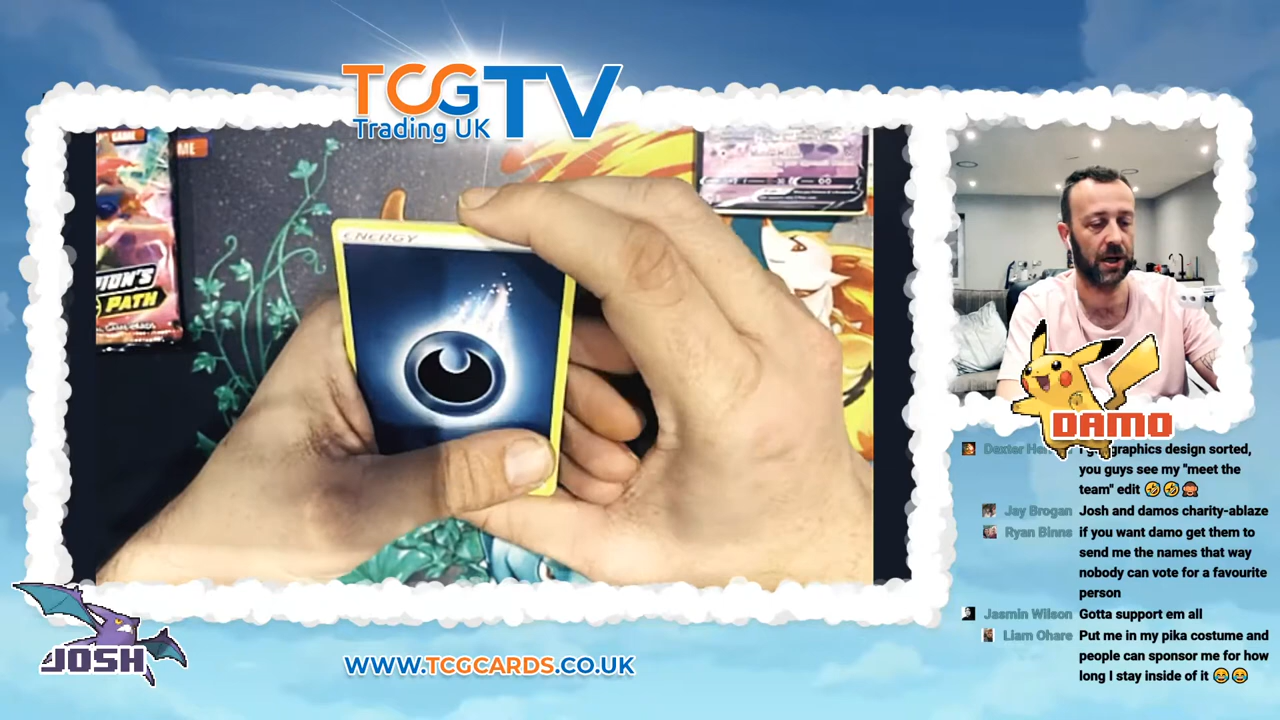 TCG TV
Trading UK
GAME
ME
ION'S
PATH
ENERGY
DAMO
graphics design sorted,
you guys see my "meet the
team" edit 🤣🤣🙊
Jay Brogan Josh and damos charity-ablaze
Ryan Binns if you want damo get them to
send me the names that way
nobody can vote for a favourite
person
Jasmin Wilson Gotta support em all
Liam Ohare Put me in my pika costume and
people can sponsor me for how
long I stay inside of it 😂😂
JOSH
WWW.TCGCARDS.CO.UK